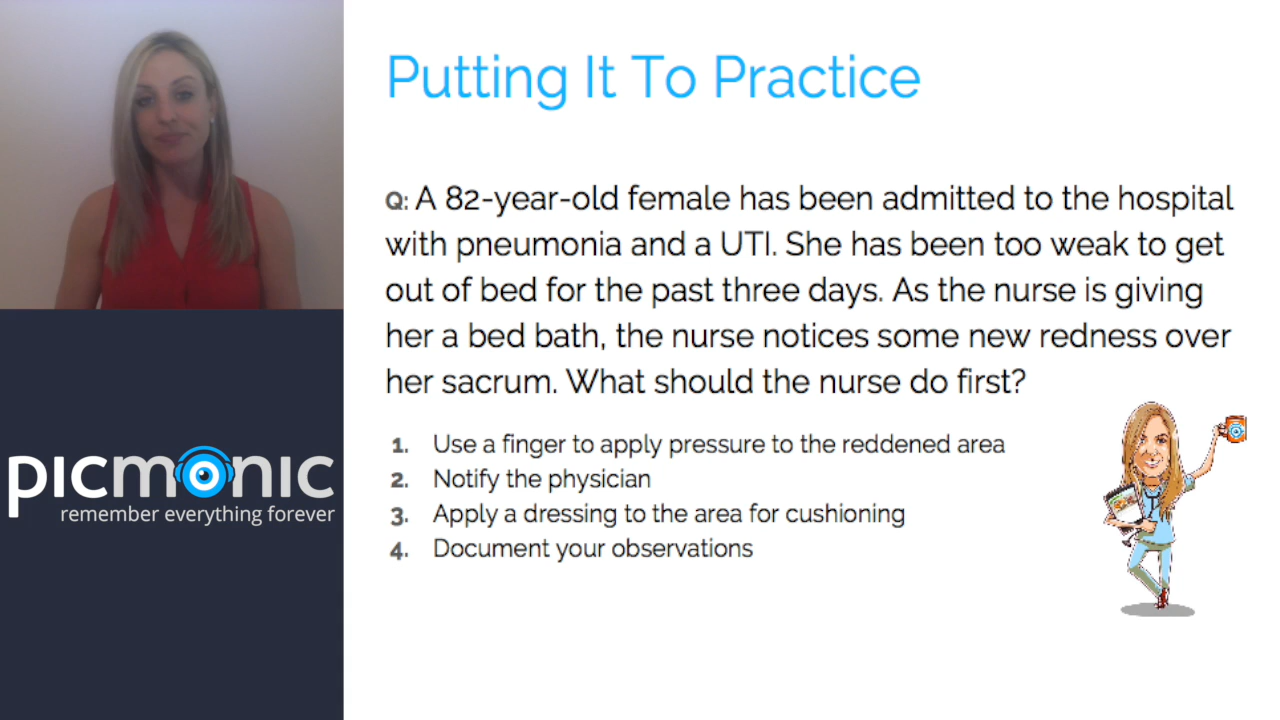 Putting It To Practice
Q: A 82-year-old female has been admitted to the hospital
with pneumonia and a UTI. She has been too weak to get
out of bed for the past three days. As the nurse is giving
her a bed bath, the nurse notices some new redness over
her sacrum. What should the nurse do first?
1. Use a finger to apply pressure to the reddened area
2. Notify the physician
3. Apply a dressing to the area for cushioning
4. Document your observations
picmonic
remember everything forever